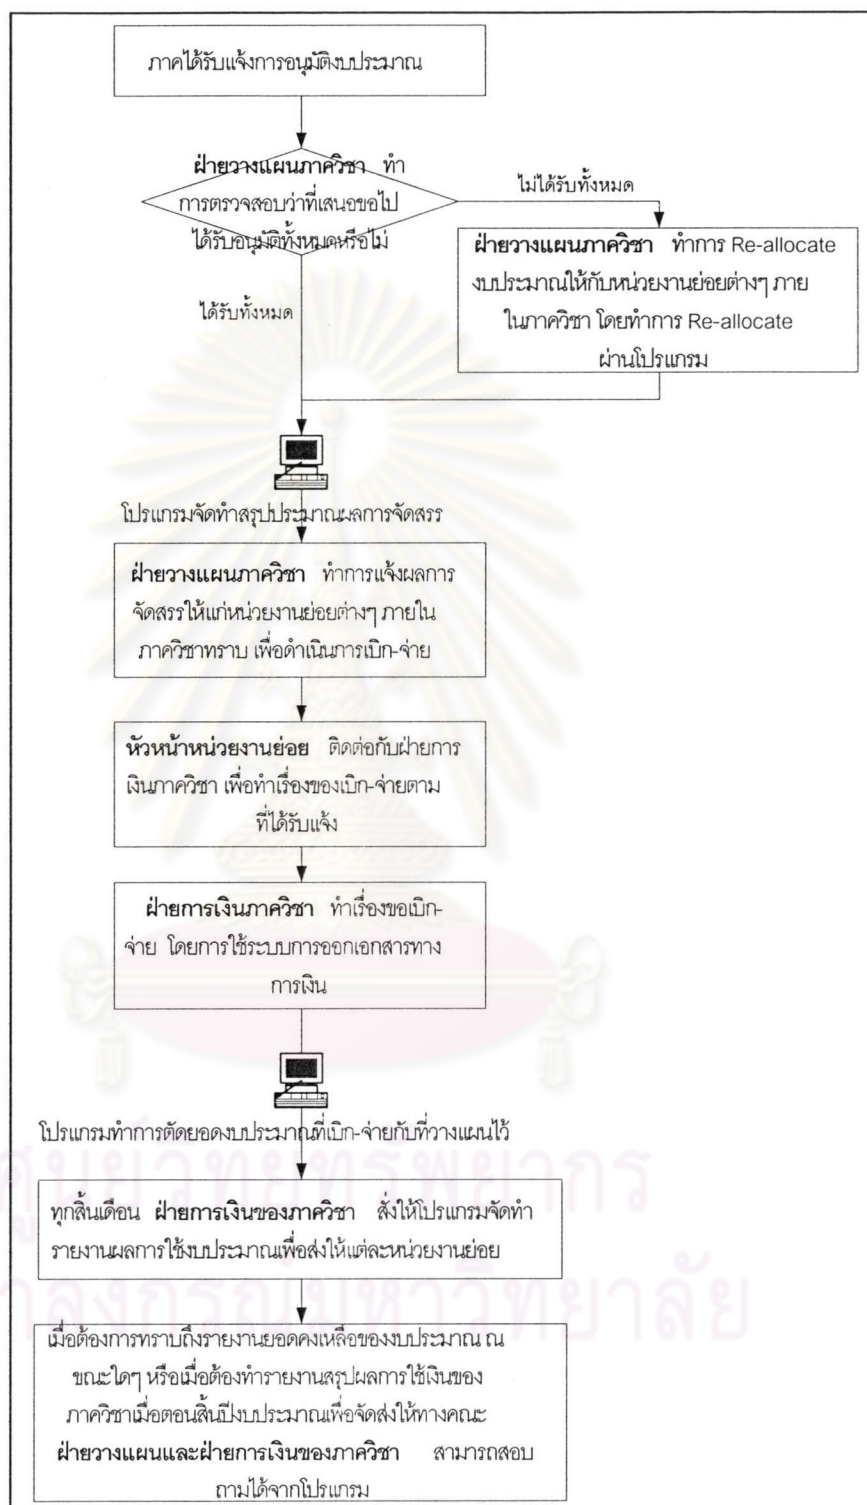 ภาคได้รับแจ้งการอนุมัติงบประมาณ
ฝ่ายวางแผนภาควิชา ทำ
การตรวจสอบว่าที่เสนอขอไป
ได้รับอนุมัติทั้งหมดหรือไม่
ไม่ได้รับทั้งหมด
ฝ่ายวางแผนภาควิชา ทำการ Re-allocate
งบประมาณให้กับหน่วยงานย่อยต่างๆ ภาย
ในภาควิชา โดยทำการ Re-allocate
ผ่านโปรแกรม
ได้รับทั้งหมด
โปรแกรมจัดทำสรุปประมาณผลการจัดสรร
ฝ่ายวางแผนภาควิชา ทำการแจ้งผลการ
จัดสรรให้แก่หน่วยงานย่อยต่างๆ ภายใน
ภาควิชาทราบ เพื่อดำเนินการเบิก-จ่าย
หัวหน้าหน่วยงานย่อย ติดต่อกับฝ่ายการ
เงินภาควิชา เพื่อทำเรื่องของเบิก-จ่ายตาม
ที่ได้รับแจ้ง
ฝ่ายการเงินภาควิชา ทำเรื่องขอเบิก-
จ่าย โดยการใช้ระบบการออกเอกสารทาง
การเงิน
โปรแกรมทำการตัดยอดงบประมาณที่เบิก-จ่ายกับที่วางแผนไว้
ทุกสิ้นเดือน ฝ่ายการเงินของภาควิชา สั่งให้โปรแกรมจัดทำ
รายงานผลการใช้งบประมาณเพื่อส่งให้แต่ละหน่วยงานย่อย
เมื่อต้องการทราบถึงรายงานยอดคงเหลือของงบประมาณ ณ
ขณะใดๆ หรือเมื่อต้องทำรายงานสรุปผลการใช้เงินของ
ภาควิชาเมื่อตอนสิ้นปีงบประมาณเพื่อจัดส่งให้ทางคณะ
ฝ่ายวางแผนและฝ่ายการเงินของภาควิชา สามารถสอบ
ถามได้จากโปรแกรม
ศูนย์วิทยทรัพยากร
าลงกรณ์มหาวิทยาลัย